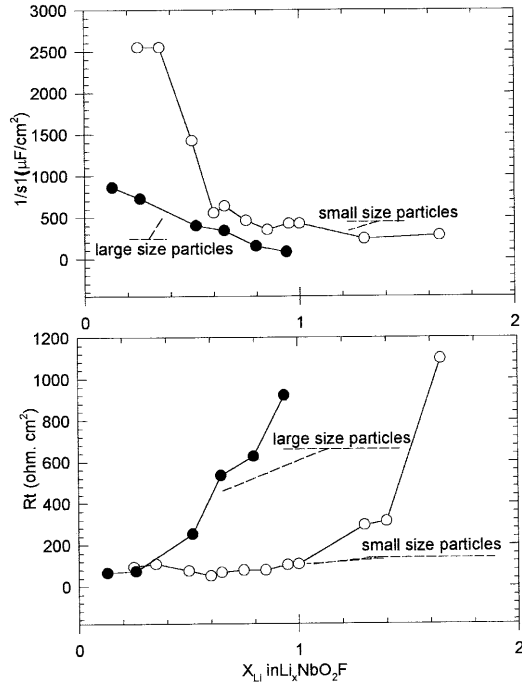 3000
2500
2000
1500
1000
500
0
1/s1(µF/cm²)
small size particles
large size particles
0
1
2
1200
1000
800
600
400
200
0
Rt (ohm. cm²)
large size particles
small size particles
0
1
2
X_Li inLi_xNbO₂F